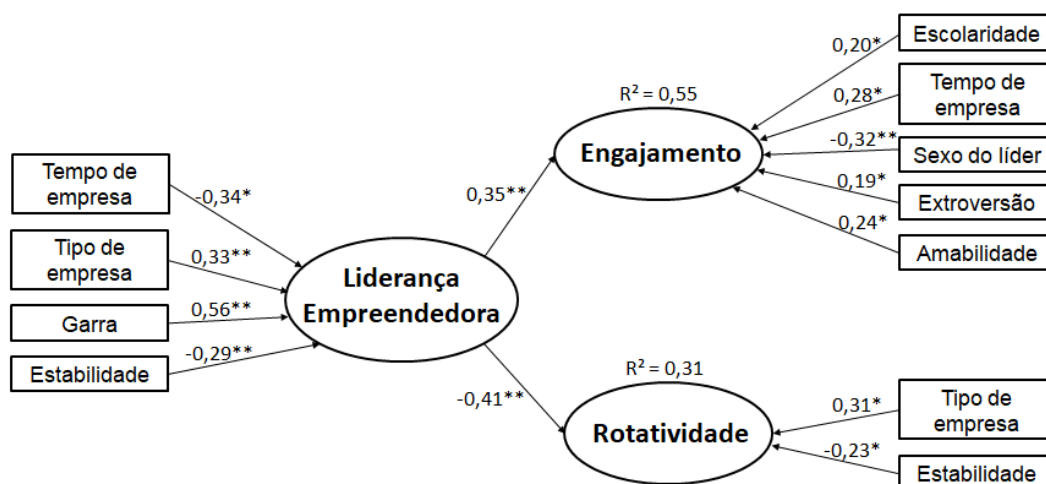 Tempo de
empresa
-0,34*
Tipo de
empresa
0,33**
Garra
0,56**
Estabilidade
-0,29**
Liderança
Empreendedora
0,35**
-0,41**
R² = 0,55
Engajamento
Escolaridade
0,20*
Tempo de
empresa
0,28*
Sexo do líder
-0,32**
Extroversão
0,19*
Amabilidade
0,24*
R² = 0,31
Rotatividade
Tipo de
empresa
0,31*
Estabilidade
-0,23*